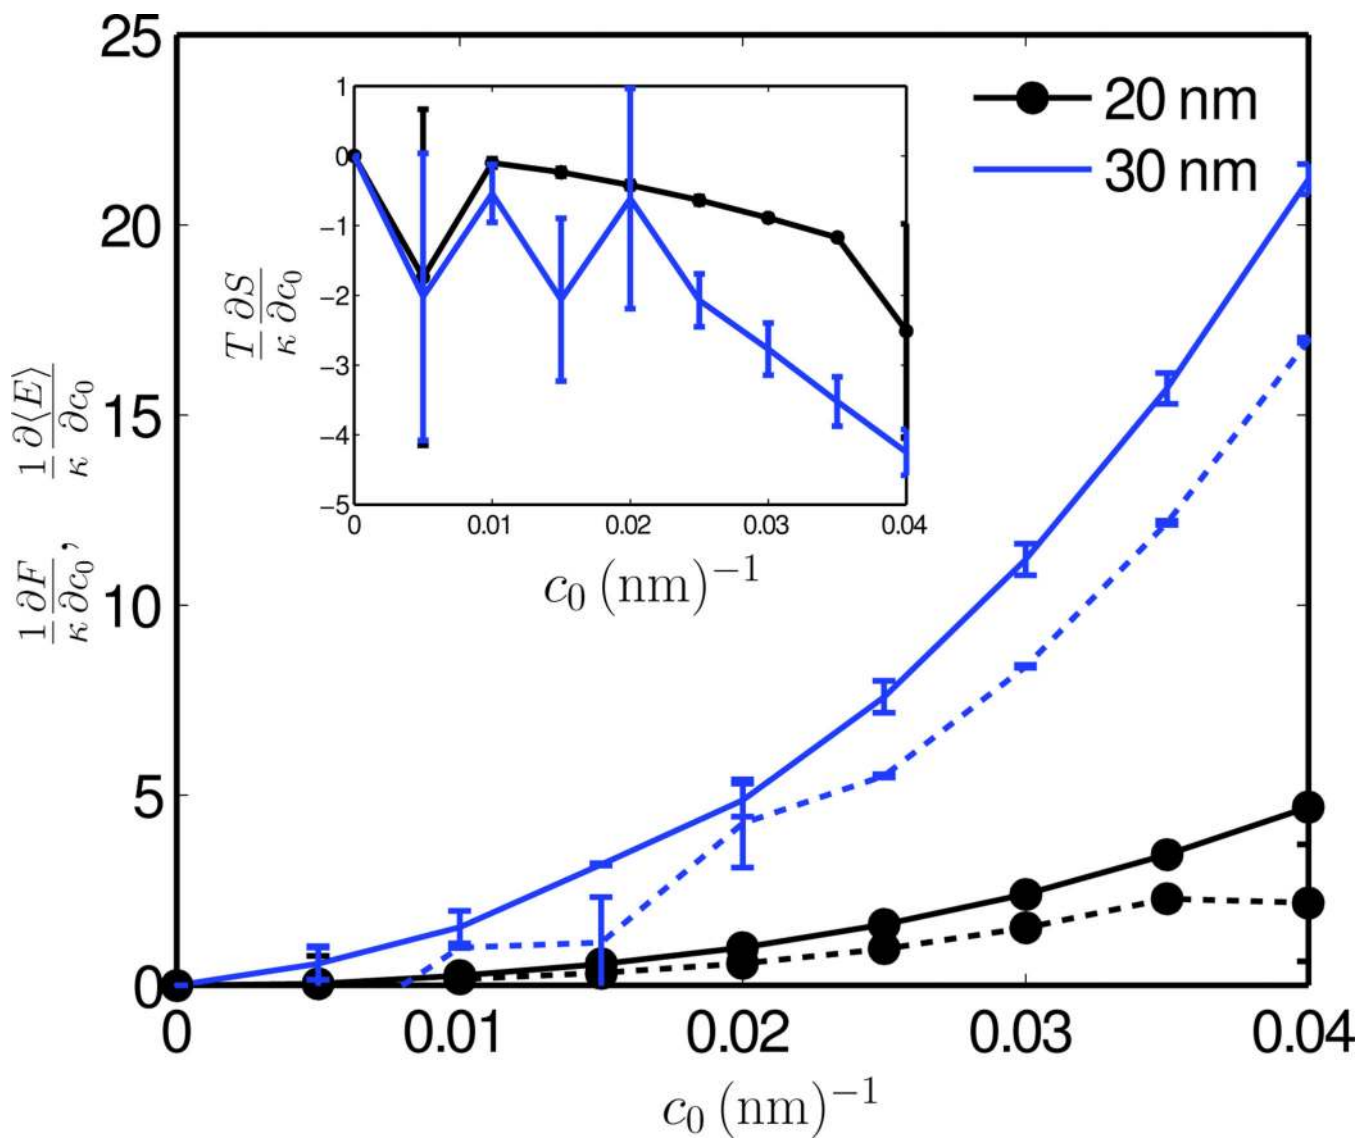 25
20
15
10
5
0
0 0.01 0.02 0.03 0.04
c₀ (nm)⁻¹
1/κ ∂F/∂c₀, 1/κ ∂⟨E⟩/∂c₀
20 nm
30 nm
1
0
−1
−2
−3
−4
−5
0 0.01 0.02 0.03 0.04
c₀ (nm)⁻¹
T/κ ∂S/∂c₀